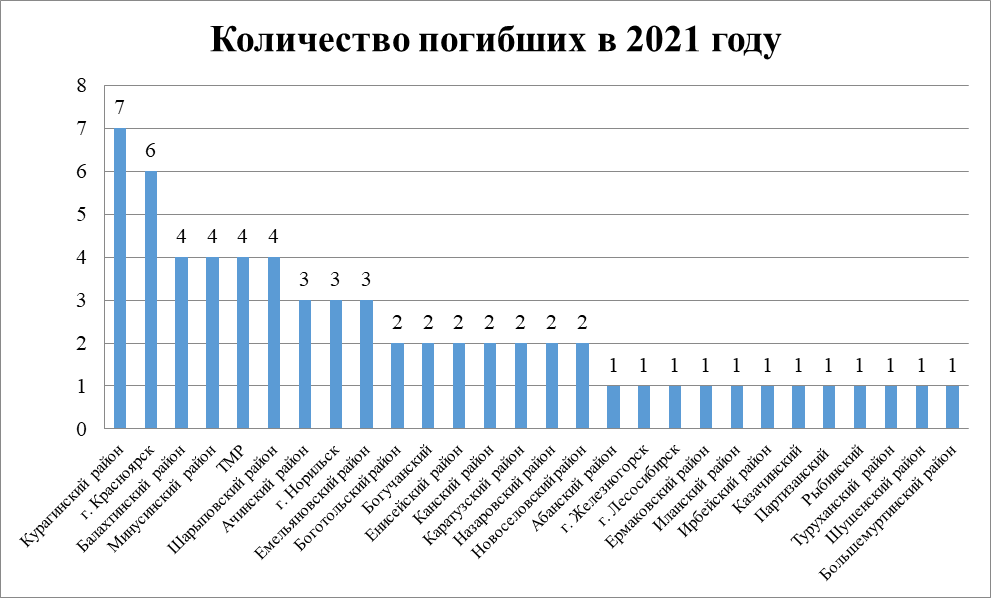 Количество погибших в 2021 году
8
7
6
5
4
3
2
1
0
7
6
4
4
4
4
3
3
3
2
2
2
2
2
2
2
1
1
1
1
1
1
1
1
1
1
1
1
Курагинский район
г. Красноярск
Балахтинский район
Минусинский район
ТМР
Шарыповский район
Ачинский район
г. Норильск
Емельяновский район
Боготольский район
Богучанский
Енисейский район
Канский район
Каратузский район
Назаровский район
Новоселовский район
Абанский район
г. Железногорск
г. Лесосибирск
Ермаковский район
Иланский район
Ирбейский район
Казачинский
Партизанский
Рыбинский
Туруханский район
Шушенский район
Большемуртинский район